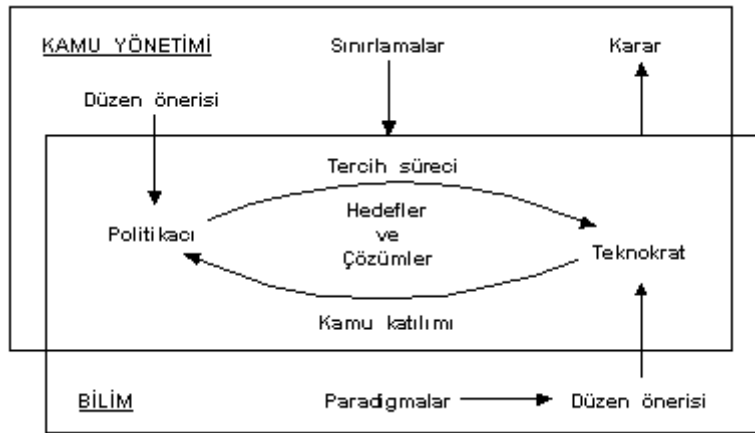 KAMU YÖNETİMİ
Sınırlamalar
Karar
Düzen önerisi
Tercih süreci
Hedefler
ve
Çözümler
Politikacı
Teknokrat
Kamu katılımı
BİLİM
Paradigmalar
Düzen önerisi